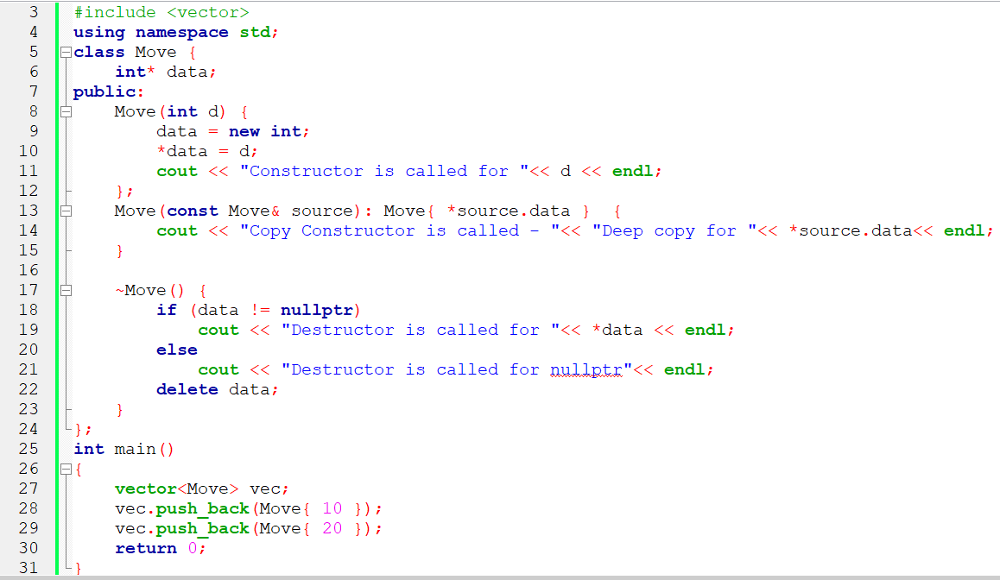 3 #include <vector>
4 using namespace std;
5 class Move {
6 int* data;
7 public:
8 Move(int d) {
9 data = new int;
10 *data = d;
11 cout << "Constructor is called for "<< d << endl;
12 };
13 Move(const Move& source): Move{ *source.data }  {
14 cout << "Copy Constructor is called - "<< "Deep copy for "<< *source.data<< endl;
15 }
16
17 ~Move() {
18 if (data != nullptr)
19 cout << "Destructor is called for "<< *data << endl;
20 else
21 cout << "Destructor is called for nullptr"<< endl;
22 delete data;
23 }
24 };
25 int main()
26 {
27 vector<Move> vec;
28 vec.push_back(Move{ 10 });
29 vec.push_back(Move{ 20 });
30 return 0;
31 }